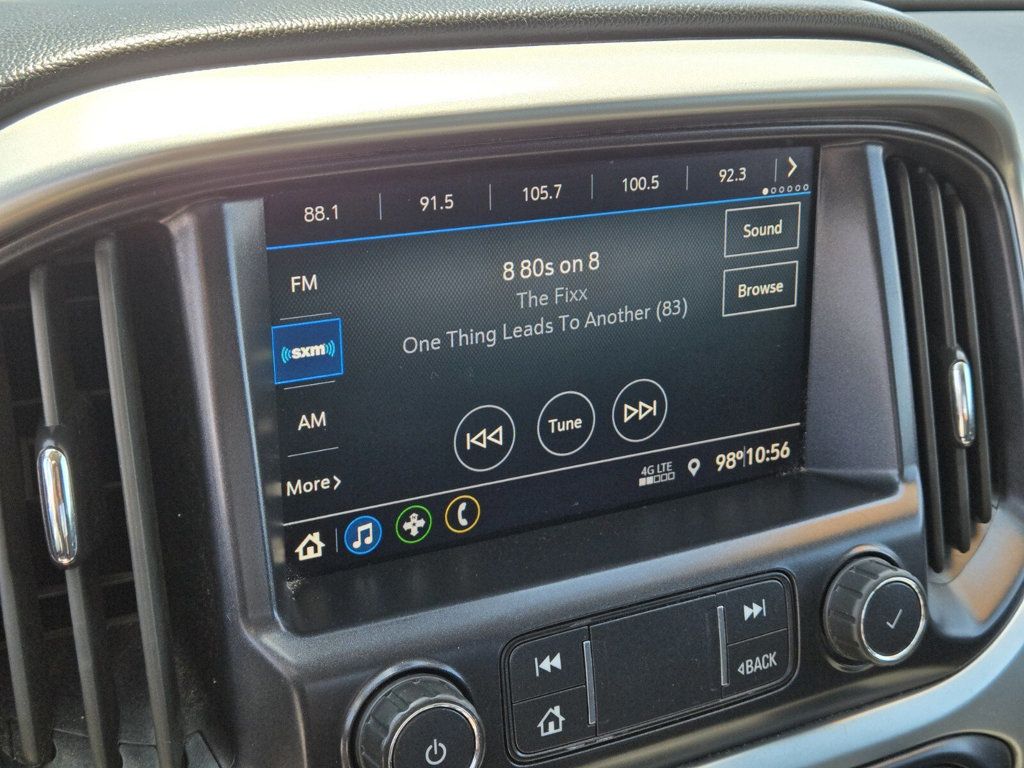 88.1 91.5 105.7 100.5 92.3
Sound
FM
8 80s on 8
The Fixx
Browse
One Thing Leads To Another (83)
sxm
AM
Tune
More
4G LTE
98° 10:56
BACK